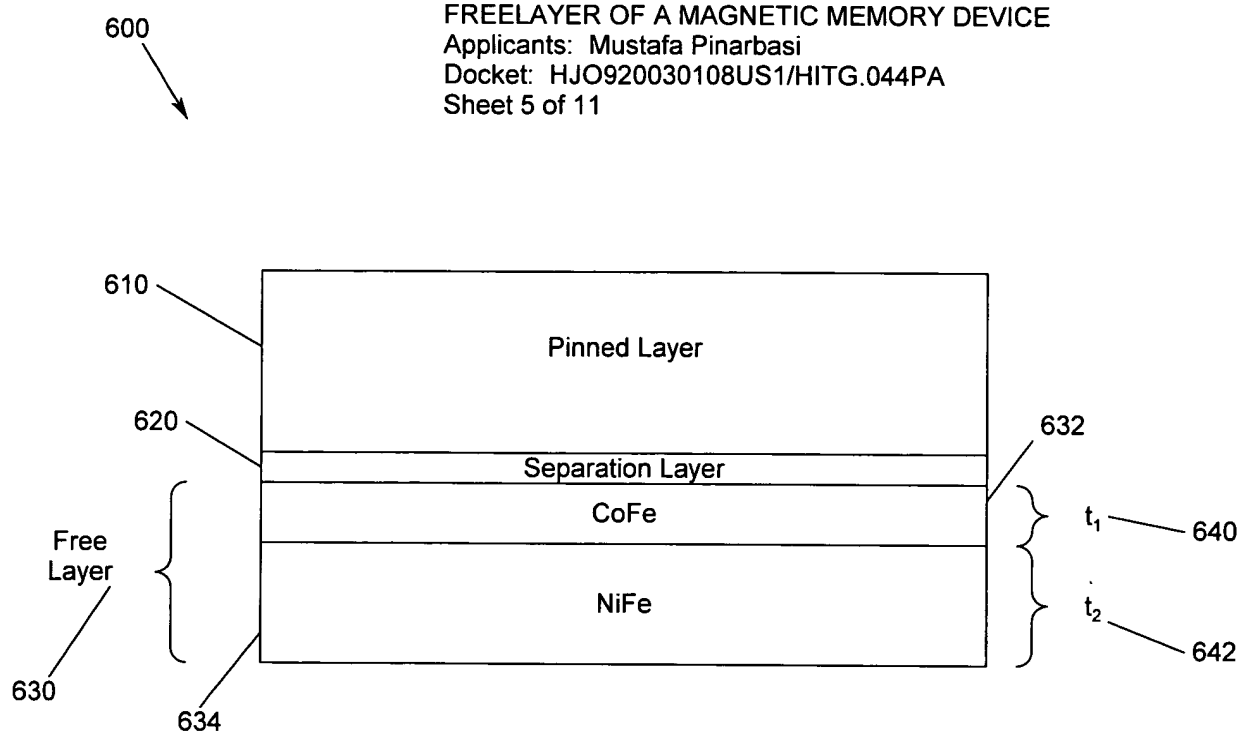 FREELAYER OF A MAGNETIC MEMORY DEVICE
Applicants: Mustafa Pinarbasi
Docket: HJO920030108US1/HITG.044PA
Sheet 5 of 11
600
610
Pinned Layer
620
632
Separation Layer
CoFe
t₁
640
Free
Layer
NiFe
t₂
642
630
634